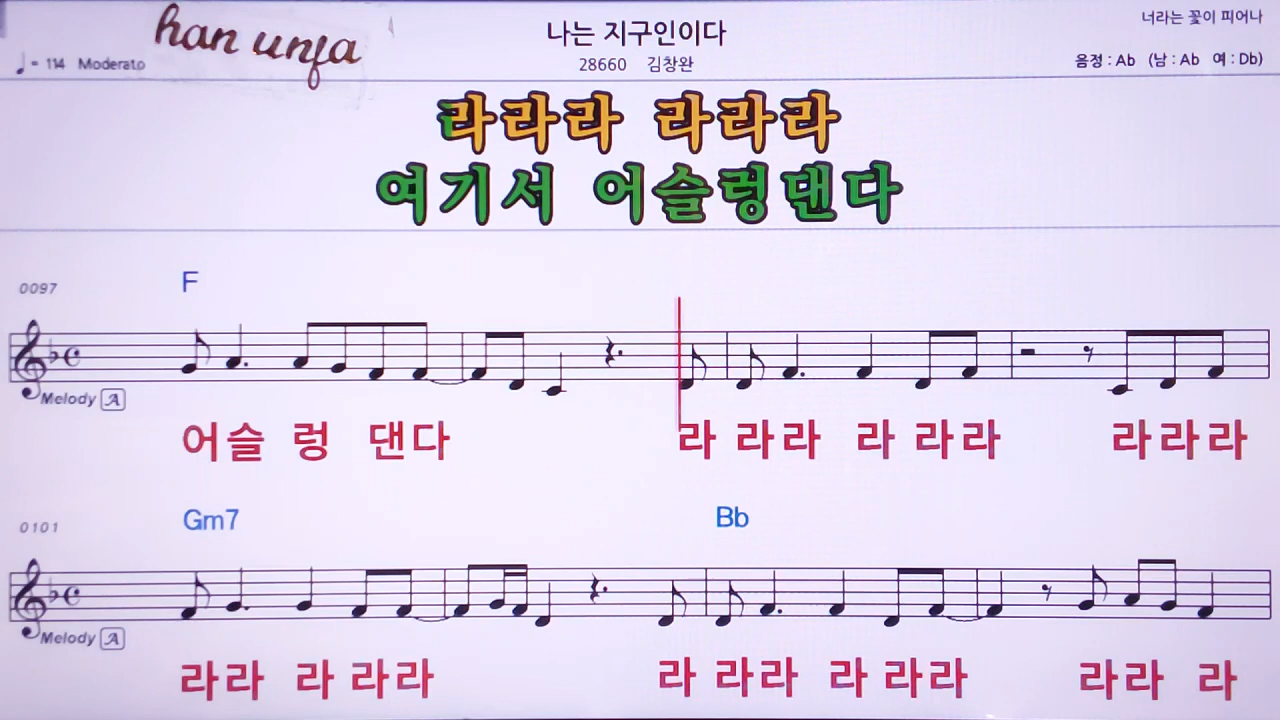 han unfa
나는 지구인이다
너라는 꽃이 피어나
♩= 114 Moderato
28660 김창완
음정 : Ab (남 : Ab 여 : Db)
라라라 라라라
여기서 어슬렁댄다
F
0097
Melody A
어슬 렁 댄다 라 라라 라 라라 라라라
Gm7 Bb
0101
Melody A
라라 라 라라 라 라라 라 라라 라라 라